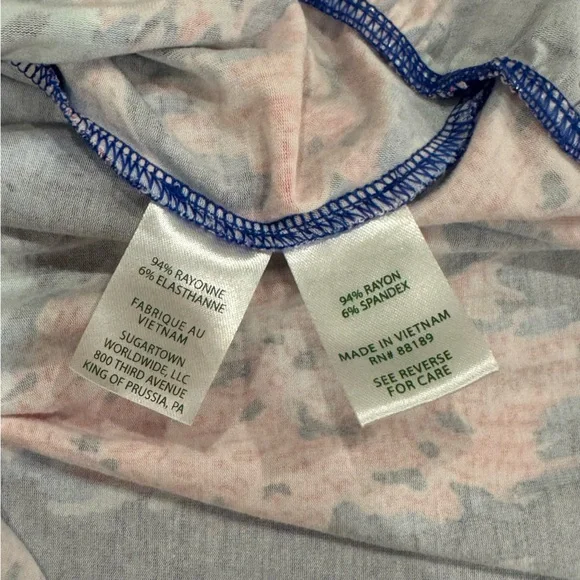 94% RAYONNE
6% ELASTHANNE
FABRIQUE AU
VIETNAM
SUGARTOWN
WORLDWIDE, LLC
800 THIRD AVENUE
KING OF PRUSSIA, PA
94% RAYON
6% SPANDEX
MADE IN VIETNAM
RN# 88189
SEE REVERSE
FOR CARE